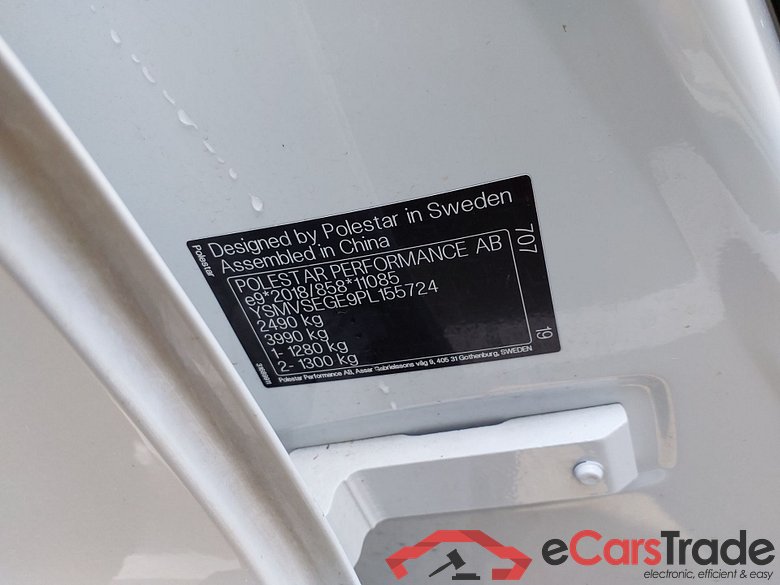 Polestar
Designed by Polestar in Sweden
Assembled in China
POLESTAR PERFORMANCE AB
e9*2018/858*11085
YSMVSEGE9PL155724
2490 kg
3990 kg
1- 1280 kg
2- 1300 kg
707
19
Polestar Performance AB, Assar Gabrielssons väg 9, 405 31 Gothenburg, SWEDEN
eCarsTrade
electronic, efficient & easy